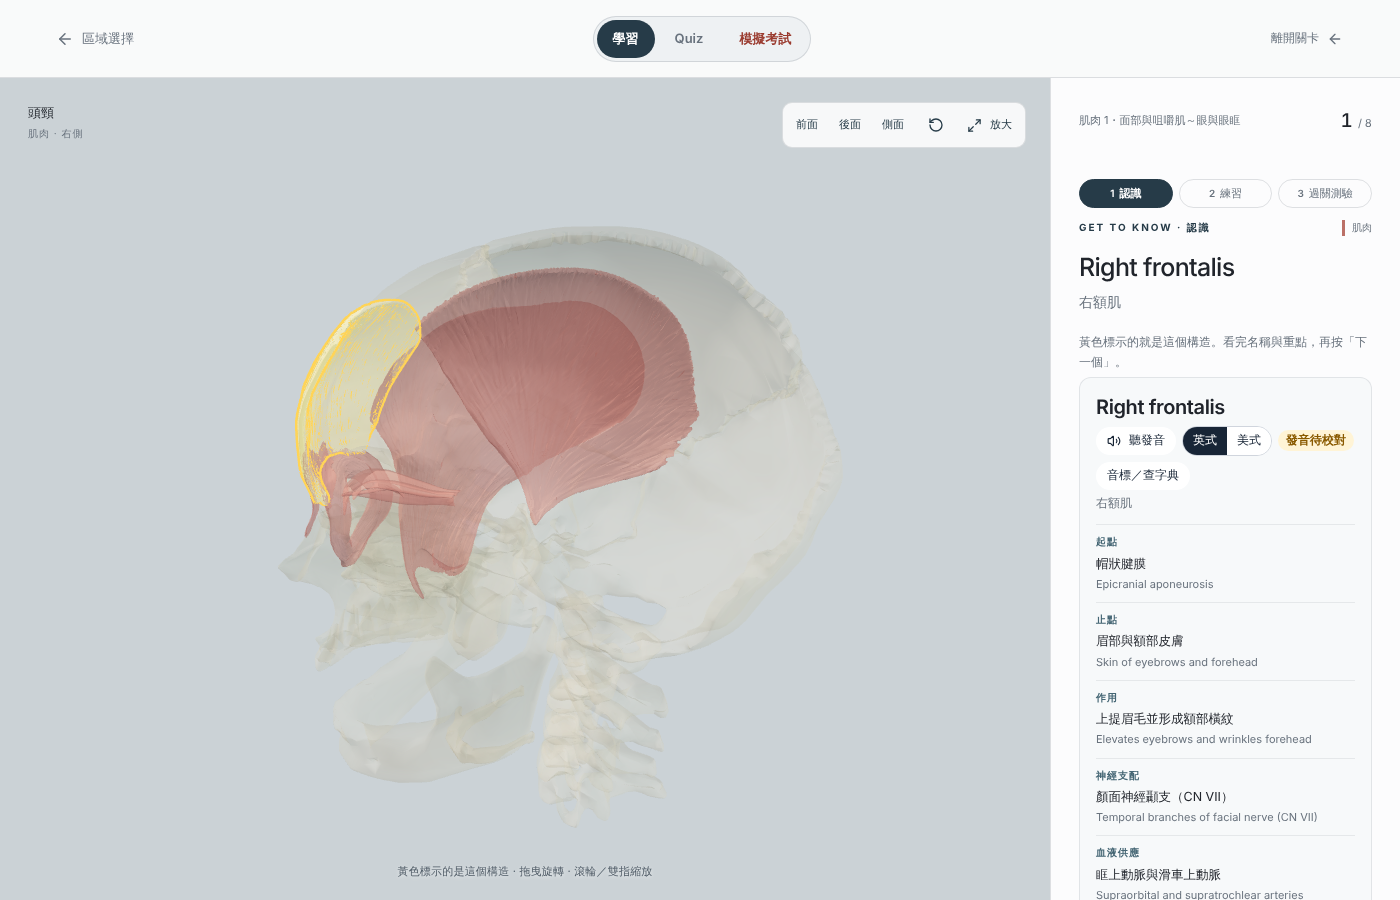 區域選擇
學習
Quiz
模擬考試
離開關卡
頭頸
肌肉 · 右側
前面
後面
側面
放大
肌肉 1 · 面部與咀嚼肌～眼與眼眶
1 / 8
1 認識
2 練習
3 過關測驗
GET TO KNOW · 認識
肌肉
Right frontalis
右額肌
黃色標示的就是這個構造。看完名稱與重點，再按「下
一個」。
Right frontalis
聽發音
英式
美式
發音待校對
音標／查字典
右額肌
起點
帽狀腱膜
Epicranial aponeurosis
止點
眉部與額部皮膚
Skin of eyebrows and forehead
作用
上提眉毛並形成額部橫紋
Elevates eyebrows and wrinkles forehead
神經支配
顏面神經顳支（CN VII）
Temporal branches of facial nerve (CN VII)
血液供應
眶上動脈與滑車上動脈
Supraorbital and supratrochlear arteries
黃色標示的是這個構造 · 拖曳旋轉 · 滾輪／雙指縮放